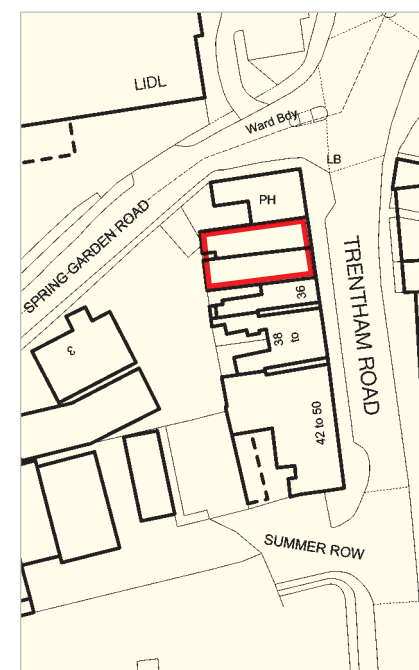 LIDL
Ward Bdy
LB
PH
SPRING GARDEN ROAD
TRENTHAM ROAD
36
38
to
3
42 to 50
SUMMER ROW